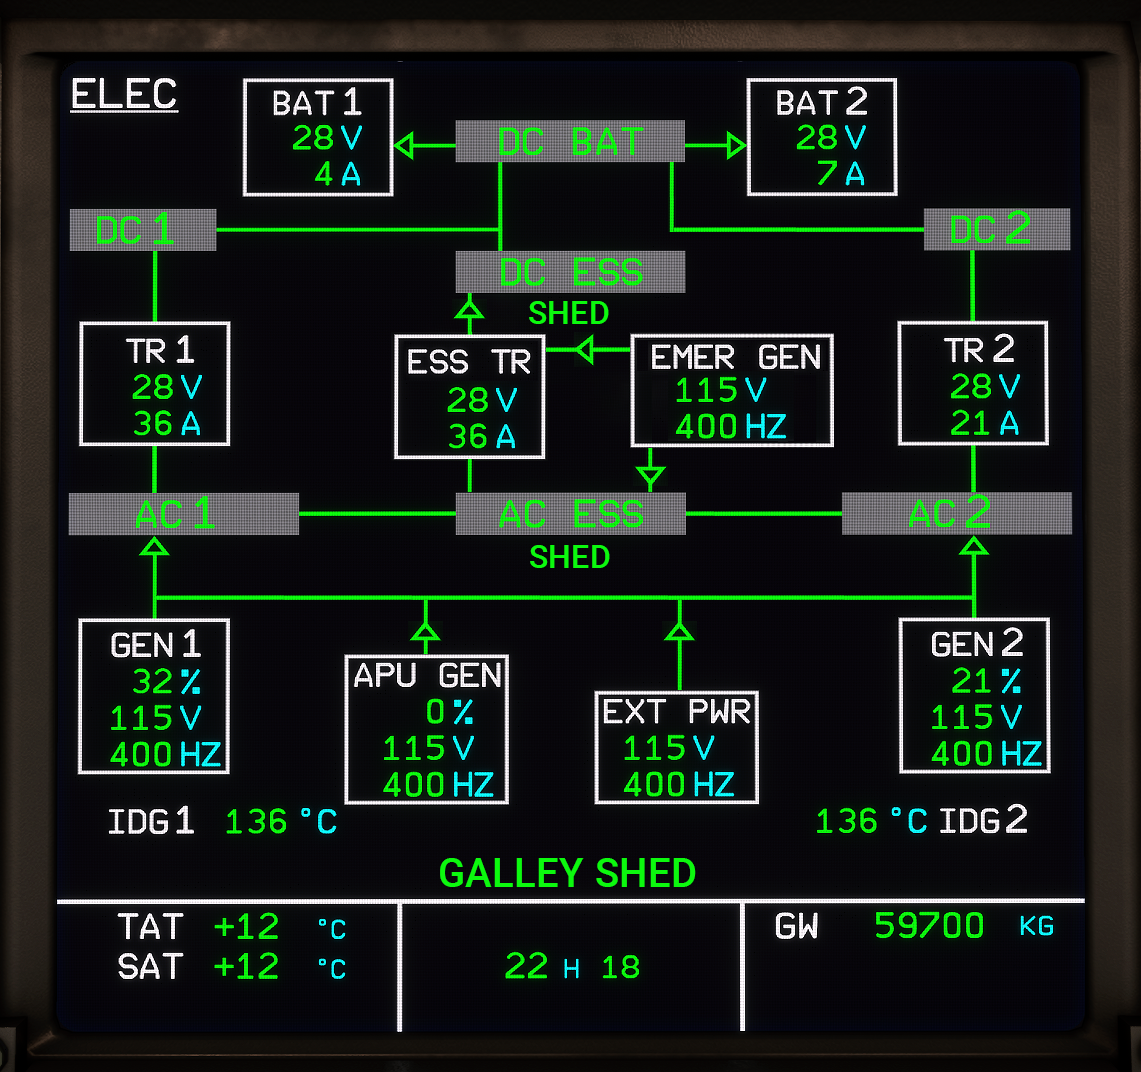 ELEC
BAT 1
28 V
4 A
DC BAT
BAT 2
28 V
7 A
DC 1
DC 2
DC ESS
SHED
TR 1
28 V
36 A
ESS TR
28 V
36 A
EMER GEN
115 V
400 HZ
TR 2
28 V
21 A
AC 1
AC ESS
AC 2
SHED
GEN 1
32 %
115 V
400 HZ
APU GEN
0 %
115 V
400 HZ
EXT PWR
115 V
400 HZ
GEN 2
21 %
115 V
400 HZ
IDG 1 136 °C
136 °C IDG 2
GALLEY SHED
TAT +12 °C
SAT +12 °C
22 H 18
GW 59700 KG